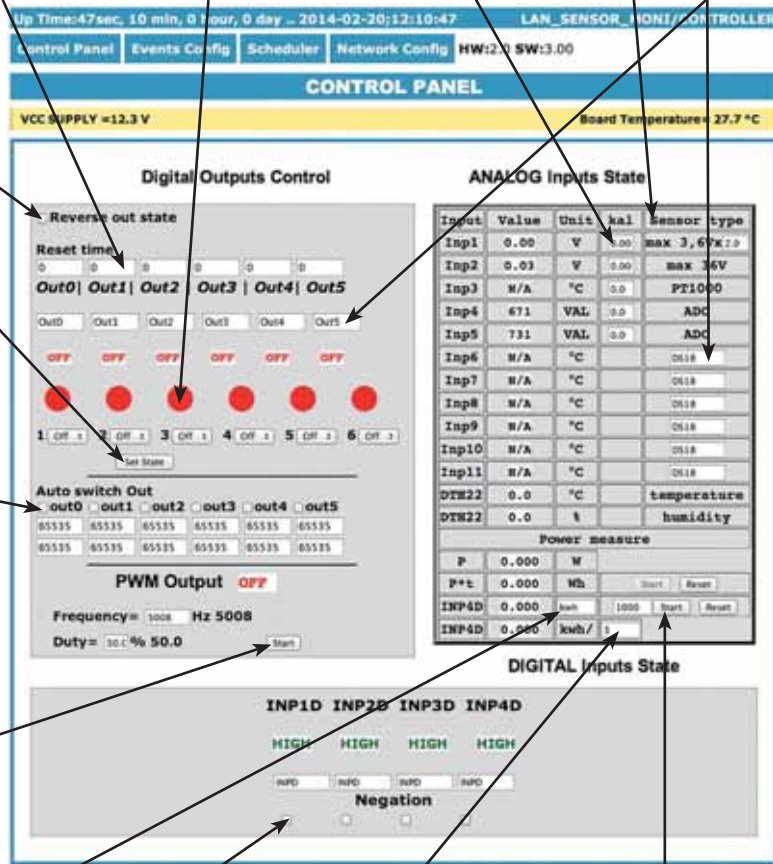 Up Time:47sec, 10 min, 0 hour, 0 day .. 2014-02-20;12:10:47 LAN_SENSOR_MONI/CONTROLLER
Control Panel Events Config Scheduler Network Config HW:2.0 SW:3.00
CONTROL PANEL
VCC SUPPLY =12.3 V Board Temperature= 27.7 °C
Digital Outputs Control
Reverse out state
Reset time
0 0 0 0 0 0
Out0| Out1| Out2 | Out3 | Out4| Out5
Out0 Out1 Out2 Out3 Out4 Out5
OFF OFF OFF OFF OFF OFF
1 Off 2 Off 3 Off 4 Off 5 Off 6 Off
Set State
Auto switch Out
out0 out1 out2 out3 out4 out5
65535 65535 65535 65535 65535 65535
65535 65535 65535 65535 65535 65535
PWM Output OFF
Frequency= 5008 Hz 5008
Duty= 50.0 % 50.0 Start
ANALOG Inputs State
Input Value Unit kal Sensor type
Inp1 0.00 V 0.00 max 3,6Vx 2.0
Inp2 0.03 V 0.00 max 36V
Inp3 N/A °C 0.0 PT1000
Inp4 671 VAL 0.0 ADC
Inp5 731 VAL 0.0 ADC
Inp6 N/A °C DS18
Inp7 N/A °C DS18
Inp8 N/A °C DS18
Inp9 N/A °C DS18
Inp10 N/A °C DS18
Inp11 N/A °C DS18
DTH22 0.0 °C temperature
DTH22 0.0 % humidity
Power measure
P 0.000 W
P*t 0.000 Wh Start Reset
INP4D 0.000 kwh 1000 Start Reset
INP4D 0.000 kwh/ 1
DIGITAL Inputs State
INP1D INP2D INP3D INP4D
HIGH HIGH HIGH HIGH
INPD INPD INPD INPD
Negation